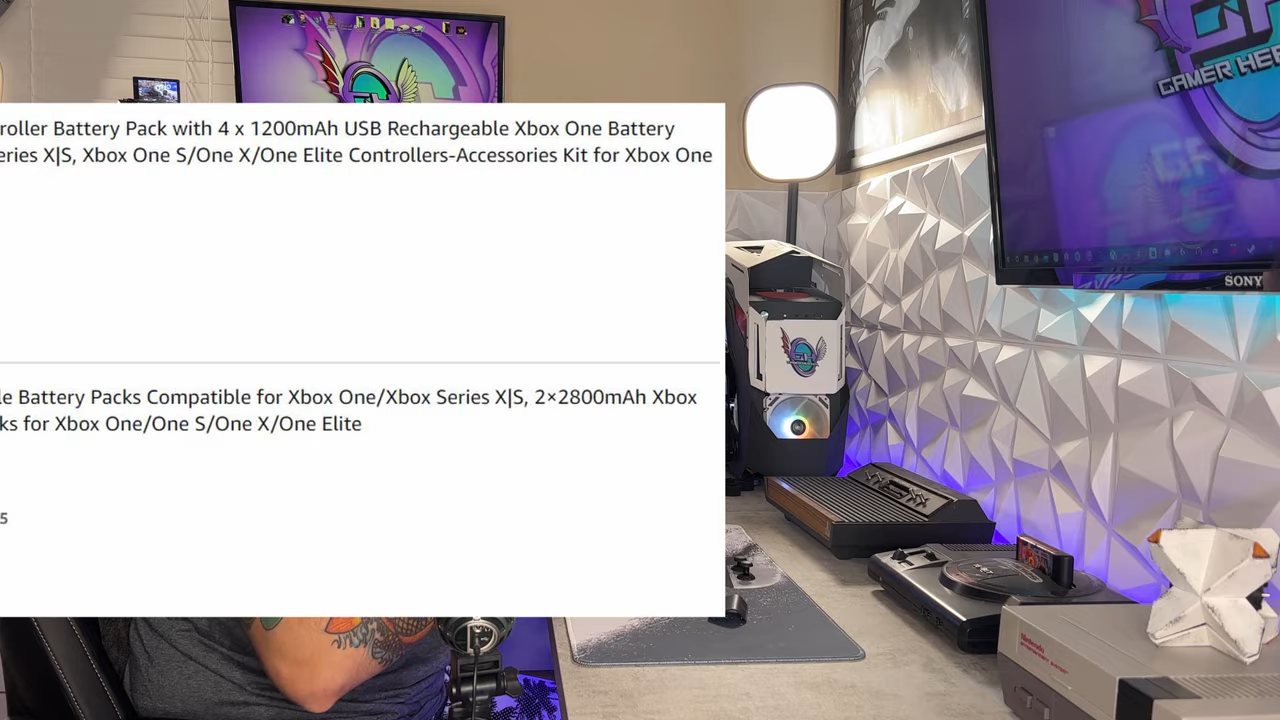 roller Battery Pack with 4 x 1200mAh USB Rechargeable Xbox One Battery
eries X|S, Xbox One S/One X/One Elite Controllers-Accessories Kit for Xbox One
le Battery Packs Compatible for Xbox One/Xbox Series X|S, 2×2800mAh Xbox
ks for Xbox One/One S/One X/One Elite
5
GAMER HEE
SONY
Nintendo